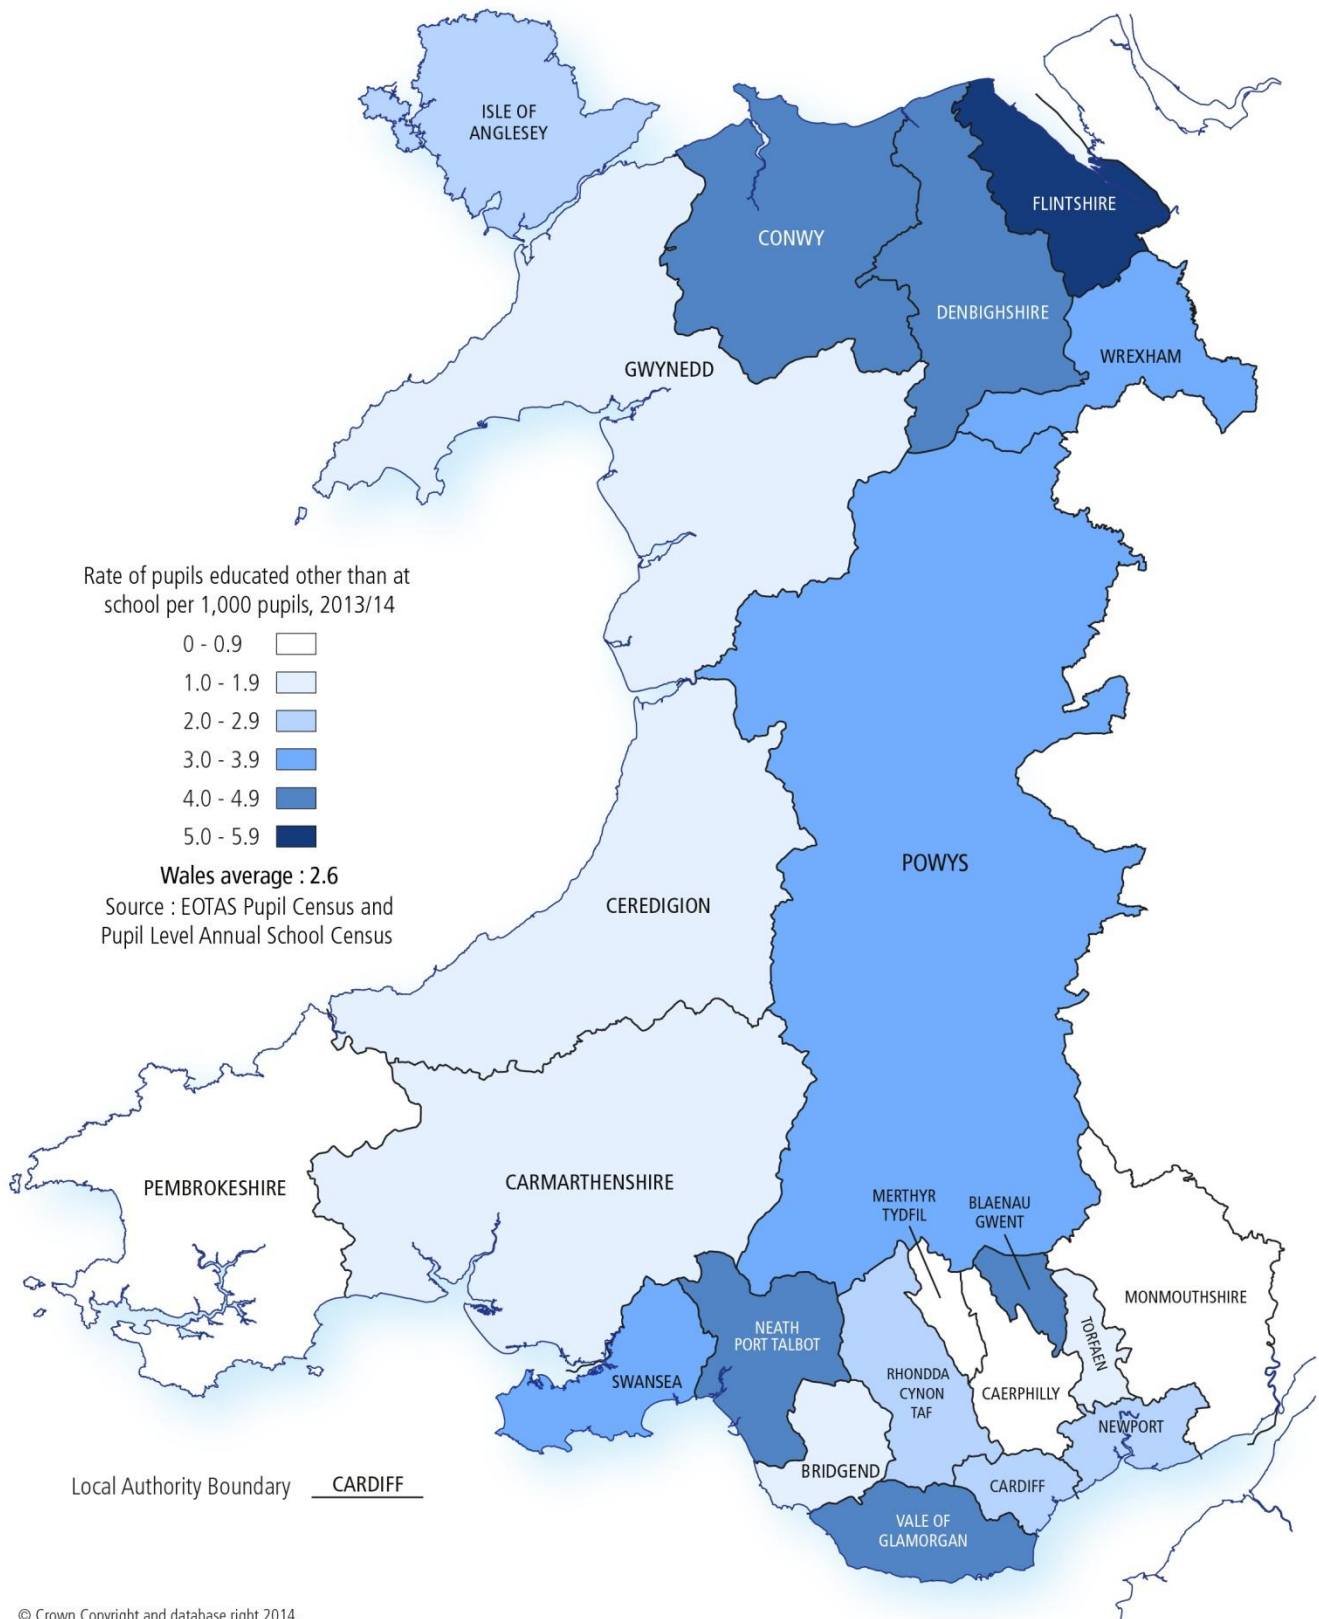 ISLE OF
ANGLESEY
FLINTSHIRE
CONWY
DENBIGHSHIRE
WREXHAM
GWYNEDD
Rate of pupils educated other than at
school per 1,000 pupils, 2013/14
0 - 0.9
1.0 - 1.9
2.0 - 2.9
3.0 - 3.9
4.0 - 4.9
5.0 - 5.9
Wales average : 2.6
Source : EOTAS Pupil Census and
Pupil Level Annual School Census
POWYS
CEREDIGION
PEMBROKESHIRE
CARMARTHENSHIRE
MERTHYR
TYDFIL
BLAENAU
GWENT
MONMOUTHSHIRE
NEATH
PORT TALBOT
TORFAEN
SWANSEA
RHONDDA
CYNON
TAF
CAERPHILLY
NEWPORT
BRIDGEND
CARDIFF
Local Authority Boundary CARDIFF
VALE OF
GLAMORGAN
© Crown Copyright and database right 2014